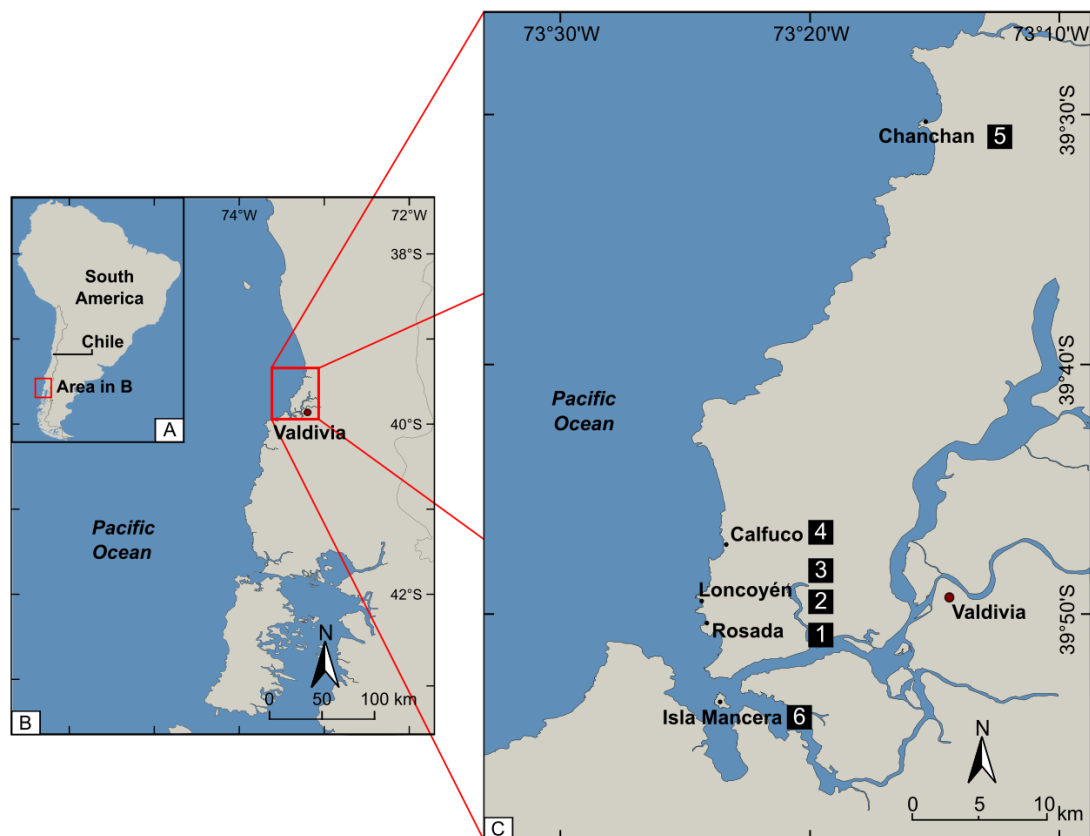 South
America
Chile
Area in B
A
74°W
72°W
38°S
40°S
42°S
Valdivia
Pacific
Ocean
N
0 50 100 km
B
73°30'W
73°20'W
73°10'W
39°30'S
39°40'S
39°50'S
Chanchan 5
Pacific
Ocean
Calfuco 4
3
Loncoyén 2
Rosada 1
Valdivia
Isla Mancera 6
N
0 5 10
km
C